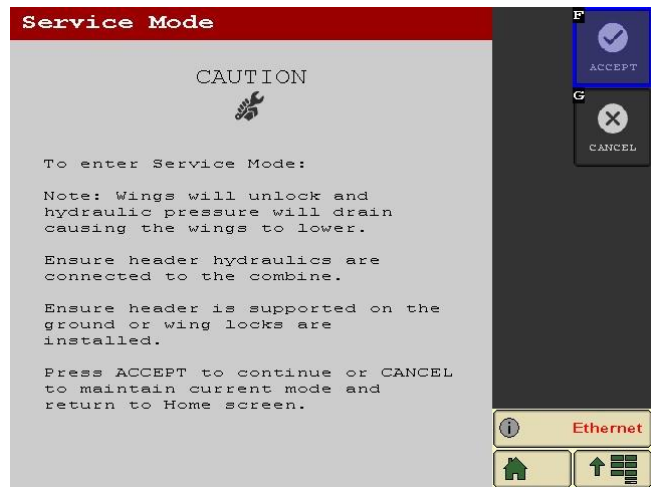 Service Mode
CAUTION
To enter Service Mode:
Note: Wings will unlock and
hydraulic pressure will drain
causing the wings to lower.
Ensure header hydraulics are
connected to the combine.
Ensure header is supported on the
ground or wing locks are
installed.
Press ACCEPT to continue or CANCEL
to maintain current mode and
return to Home screen.
F
ACCEPT
G
CANCEL
Ethernet